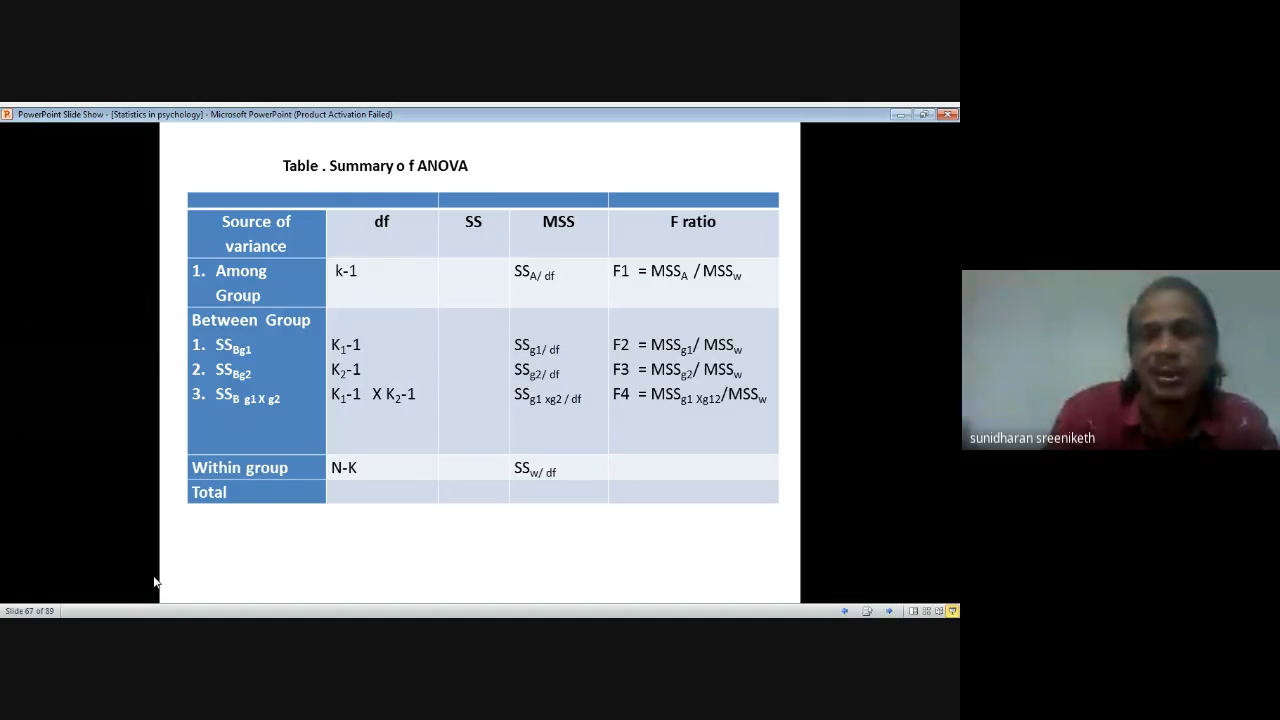 PowerPoint Slide Show - [Statistics in psychology] - Microsoft PowerPoint (Product Activation Failed)
Table . Summary o f ANOVA
Source of variance df SS MSS F ratio
1. Among Group k-1 SSA/ df F1 = MSSA / MSSw
Between Group
1. SSBg1 K1-1 SSg1/ df F2 = MSSg1/ MSSw
2. SSBg2 K2-1 SSg2/ df F3 = MSSg2/ MSSw
3. SSB g1 X g2 K1-1 X K2-1 SSg1 xg2 / df F4 = MSSg1 Xg12/MSSw
Within group N-K SSw/ df
Total
sunidharan sreeniketh
Slide 67 of 89